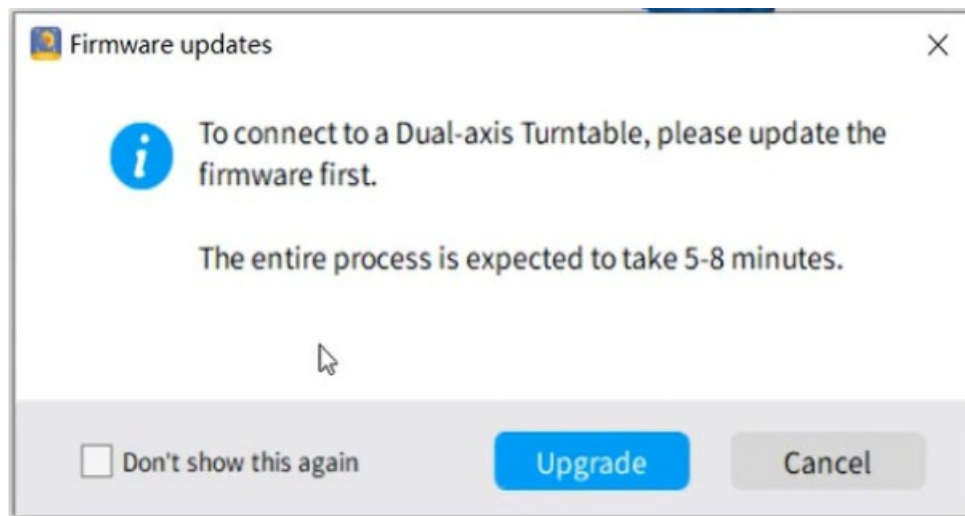 Firmware updates
To connect to a Dual-axis Turntable, please update the
firmware first.
The entire process is expected to take 5-8 minutes.
Don't show this again
Upgrade
Cancel